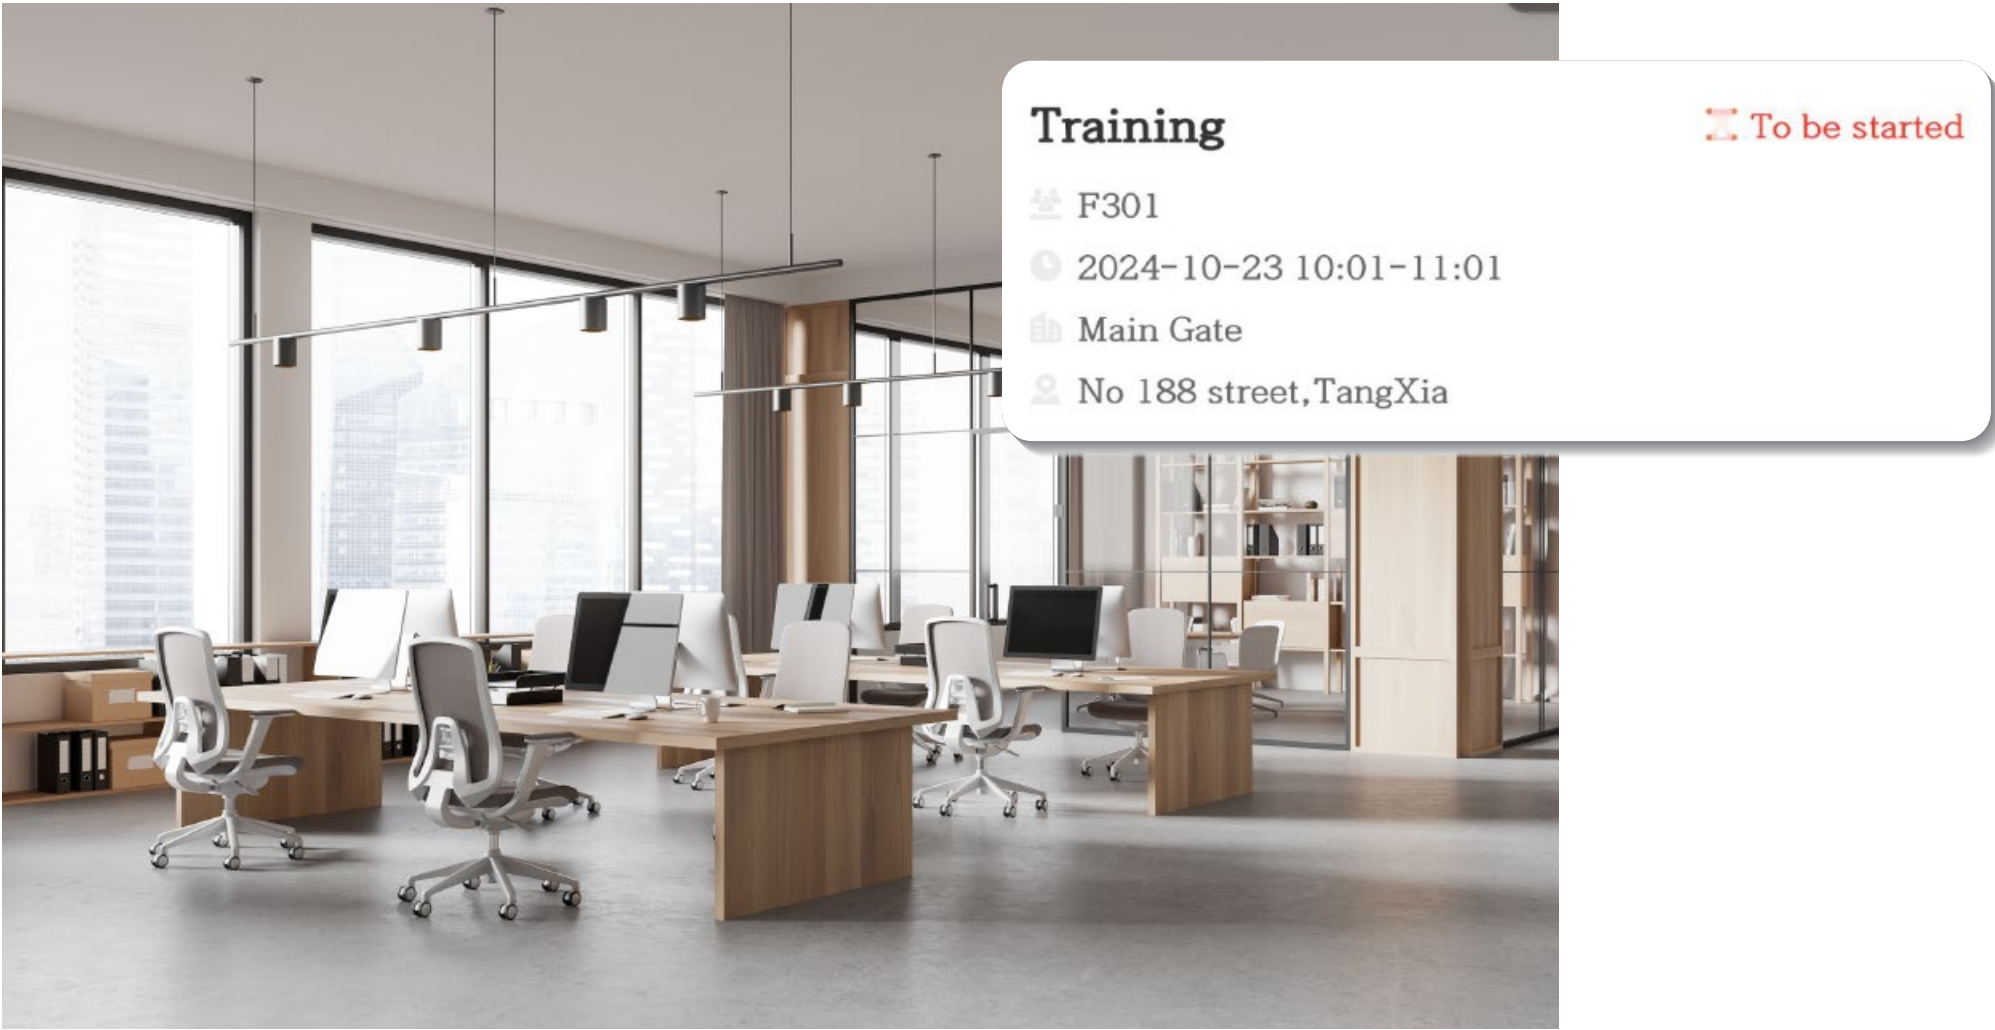 Training
To be started
F301
2024-10-23 10:01-11:01
Main Gate
No 188 street,TangXia